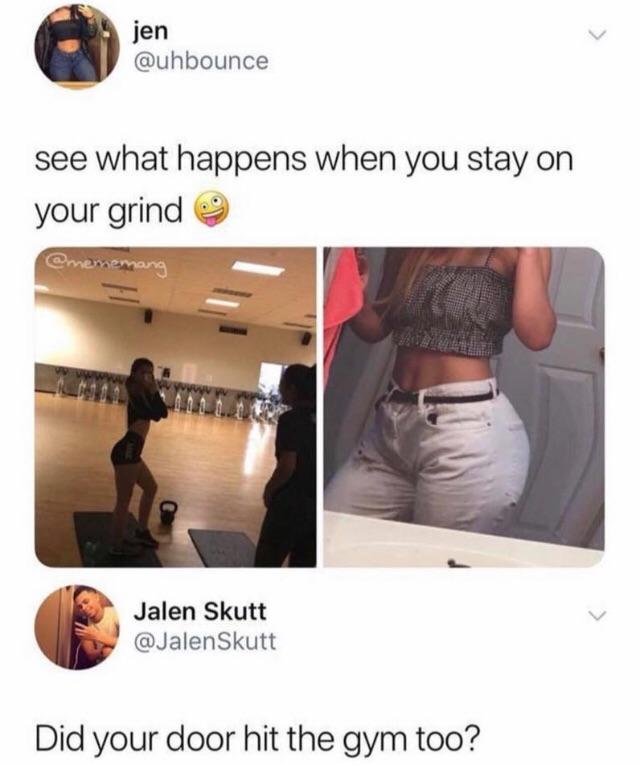 jen
@uhbounce
see what happens when you stay on
your grind 🤪
@mememang
Jalen Skutt
@JalenSkutt
Did your door hit the gym too?